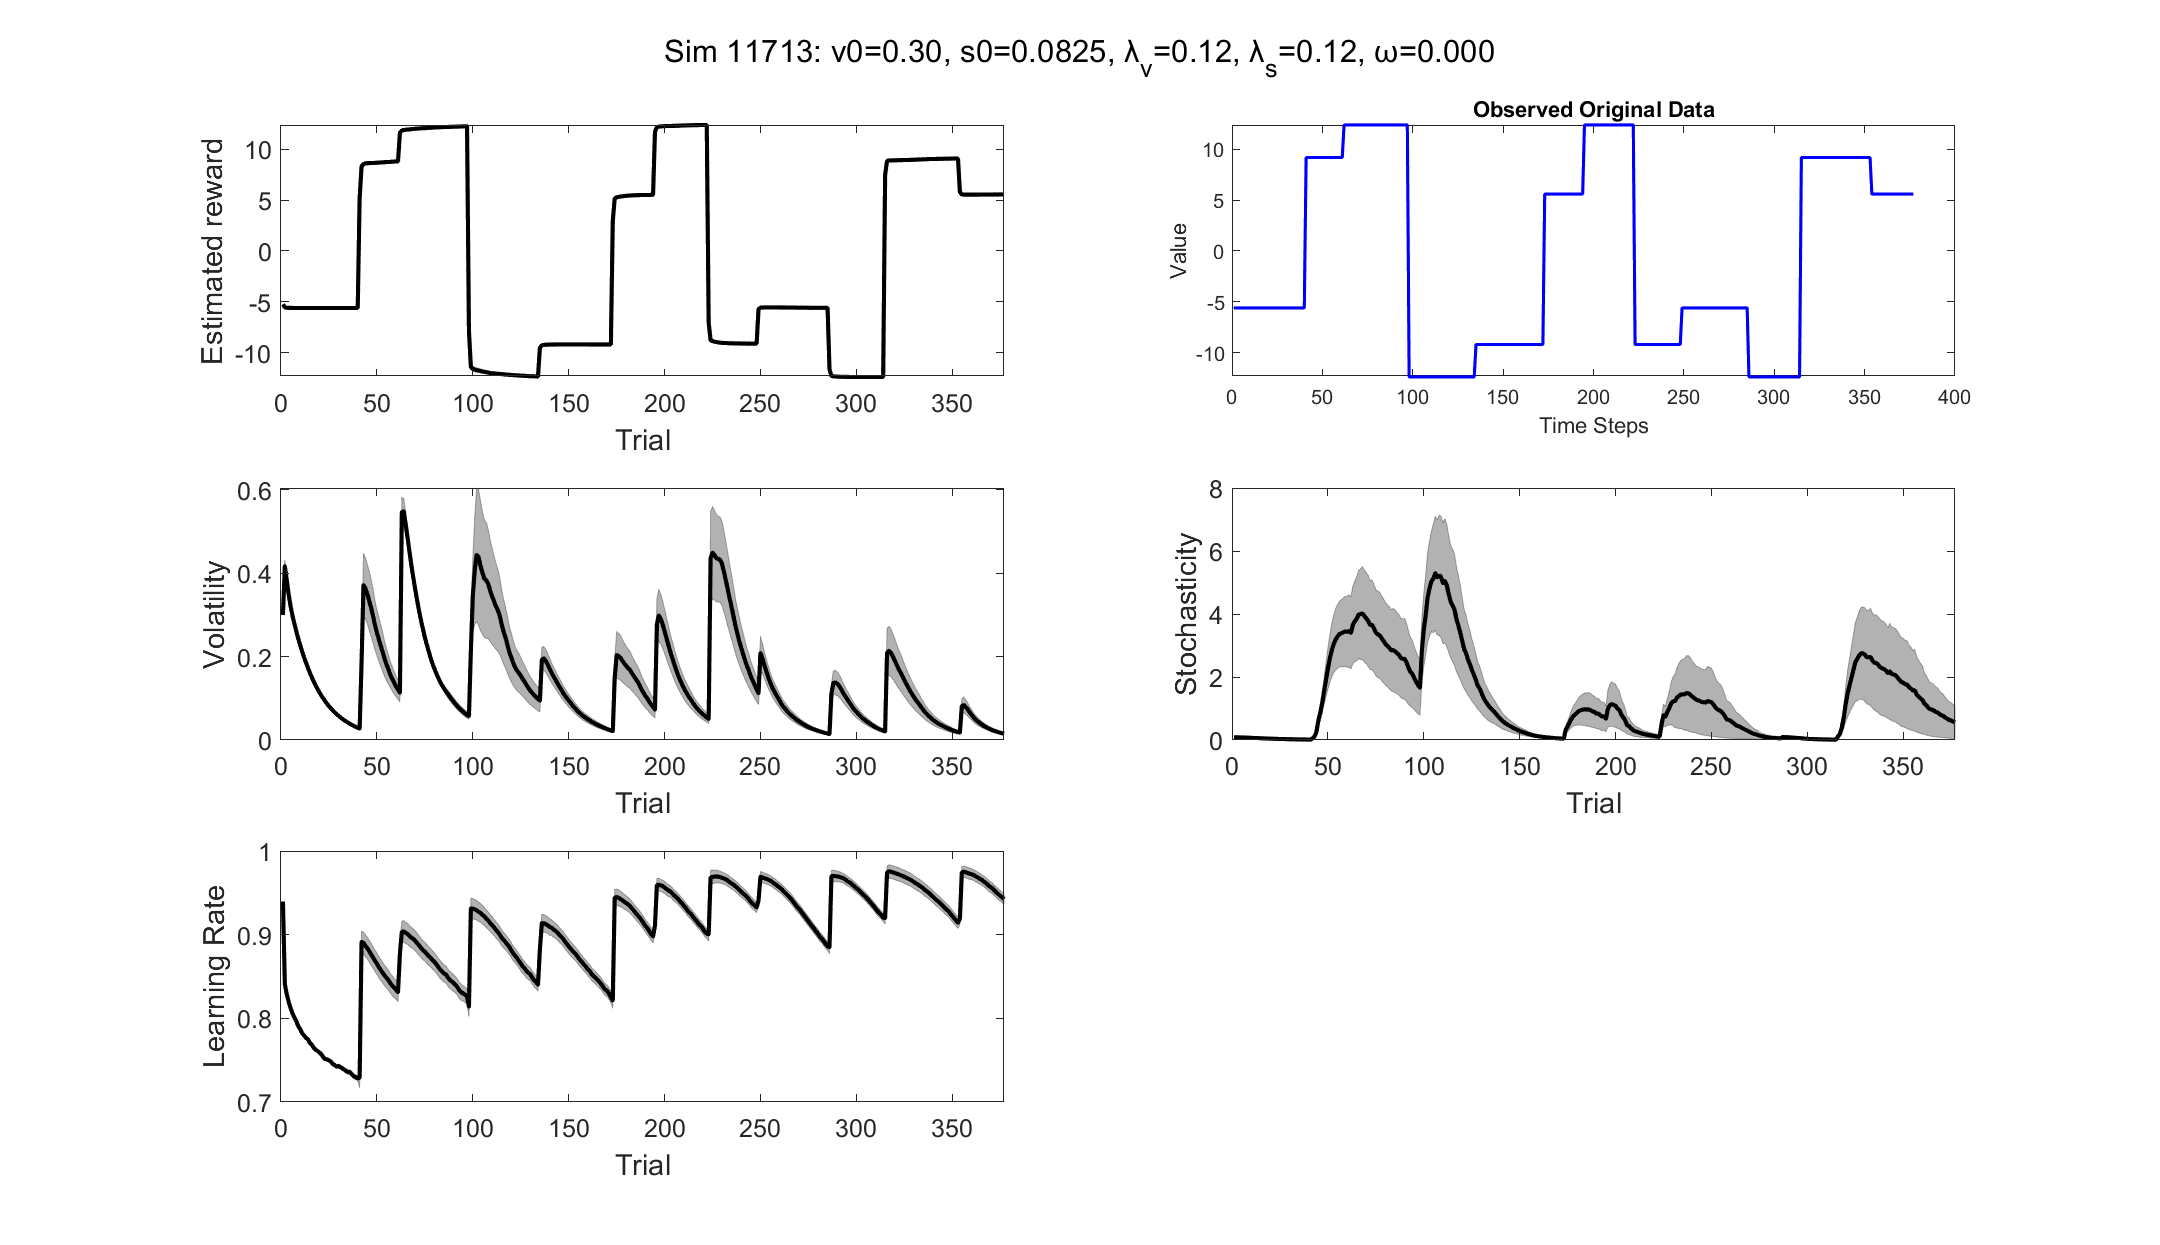 Sim 11713: v0=0.30, s0=0.0825, λ_v=0.12, λ_s=0.12, ω=0.000
Estimated reward
10
5
0
-5
-10
0 50 100 150 200 250 300 350
Trial
Observed Original Data
Value
10
5
0
-5
-10
0 50 100 150 200 250 300 350 400
Time Steps
Volatility
0.6
0.4
0.2
0
0 50 100 150 200 250 300 350
Trial
Stochasticity
8
6
4
2
0
0 50 100 150 200 250 300 350
Trial
Learning Rate
1
0.9
0.8
0.7
0 50 100 150 200 250 300 350
Trial